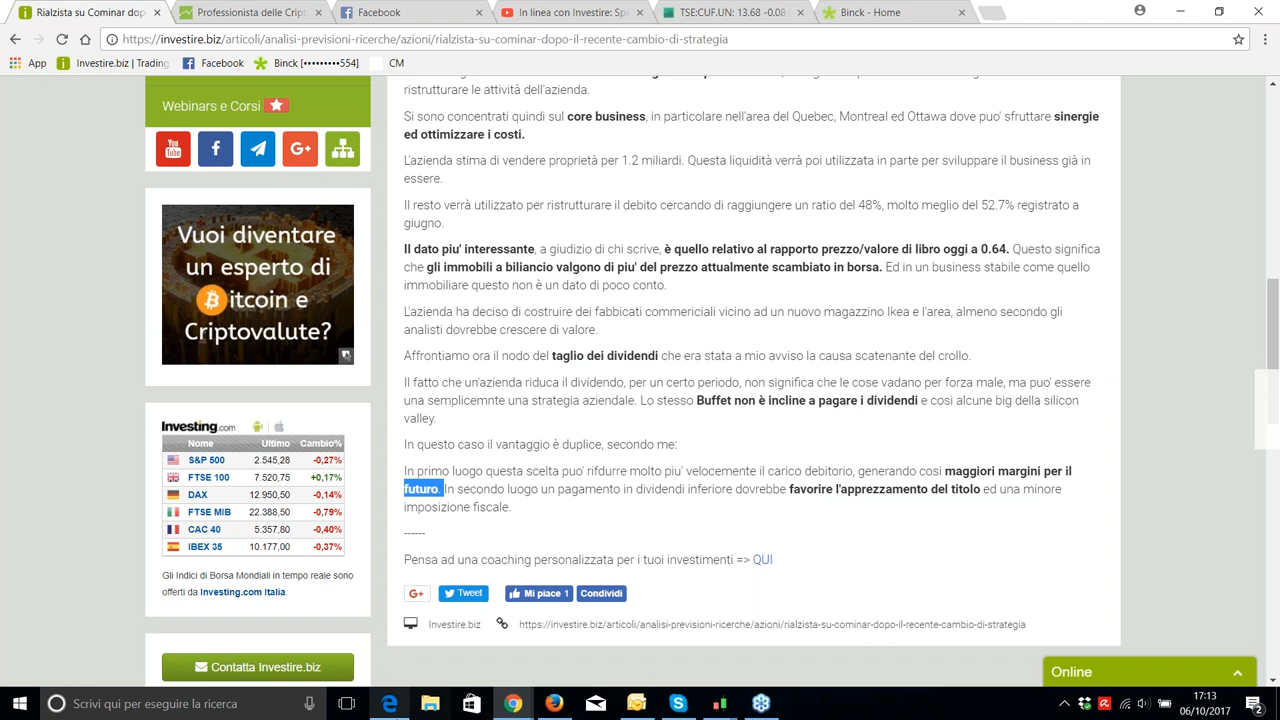 Rialzista su Cominar dopo
Professionista delle Cript
Facebook
In linea con Investire: Spe
TSE:CUF.UN: 13.68 -0.08
Binck - Home
https://investire.biz/articoli/analisi-previsioni-ricerche/azioni/rialzista-su-cominar-dopo-il-recente-cambio-di-strategia
App
Investire.biz | Trading
Facebook
Binck [••••••••554]
CM
Webinars e Corsi
You Tube
f
G+
Vuoi diventare
un esperto di
Bitcoin e
Criptovalute?
Investing.com
Nome Ultimo Cambio%
S&P 500 2.545,28 -0,27%
FTSE 100 7.520,75 +0,17%
DAX 12.950,50 -0,14%
FTSE MIB 22.388,50 -0,79%
CAC 40 5.357,80 -0,40%
IBEX 35 10.177,00 -0,37%
Gli Indici di Borsa Mondiali in tempo reale sono
offerti da Investing.com Italia.
Contatta Investire.biz
ristrutturare le attività dell'azienda.
Si sono concentrati quindi sul core business, in particolare nell'area del Quebec, Montreal ed Ottawa dove puo' sfruttare sinergie
ed ottimizzare i costi.
L'azienda stima di vendere proprietà per 1.2 miliardi. Questa liquidità verrà poi utilizzata in parte per sviluppare il business già in
essere.
Il resto verrà utilizzato per ristrutturare il debito cercando di raggiungere un ratio del 48%, molto meglio del 52.7% registrato a
giugno.
Il dato piu' interessante, a giudizio di chi scrive, è quello relativo al rapporto prezzo/valore di libro oggi a 0.64. Questo significa
che gli immobili a bilancio valgono di piu' del prezzo attualmente scambiato in borsa. Ed in un business stabile come quello
immobiliare questo non è un dato di poco conto.
L'azienda ha deciso di costruire dei fabbicati commerciali vicino ad un nuovo magazzino Ikea e l'area, almeno secondo gli
analisti dovrebbe crescere di valore.
Affrontiamo ora il nodo del taglio dei dividendi che era stata a mio avviso la causa scatenante del crollo.
Il fatto che un'azienda riduca il dividendo, per un certo periodo, non significa che le cose vadano per forza male, ma puo' essere
una semplicemnte una strategia aziendale. Lo stesso Buffet non è incline a pagare i dividendi e cosi alcune big della silicon
valley.
In questo caso il vantaggio è duplice, secondo me:
In primo luogo questa scelta puo' rifdurre molto piu' velocemente il carico debitorio, generando cosi maggiori margini per il
futuro. In secondo luogo un pagamento in dividendi inferiore dovrebbe favorire l'apprezzamento del titolo ed una minore
imposizione fiscale.
------
Pensa ad una coaching personalizzata per i tuoi investimenti => QUI
G+
Tweet
Mi piace 1
Condividi
Investire.biz
https://investire.biz/articoli/analisi-previsioni-ricerche/azioni/rialzista-su-cominar-dopo-il-recente-cambio-di-strategia
Online
Scrivi qui per eseguire la ricerca
17:13
06/10/2017
2